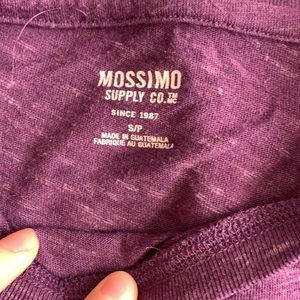 MOSSIMO
SUPPLY CO.™ MC
SINCE 1987
S/P
MADE IN GUATEMALA
FABRIQUÉ AU GUATEMALA